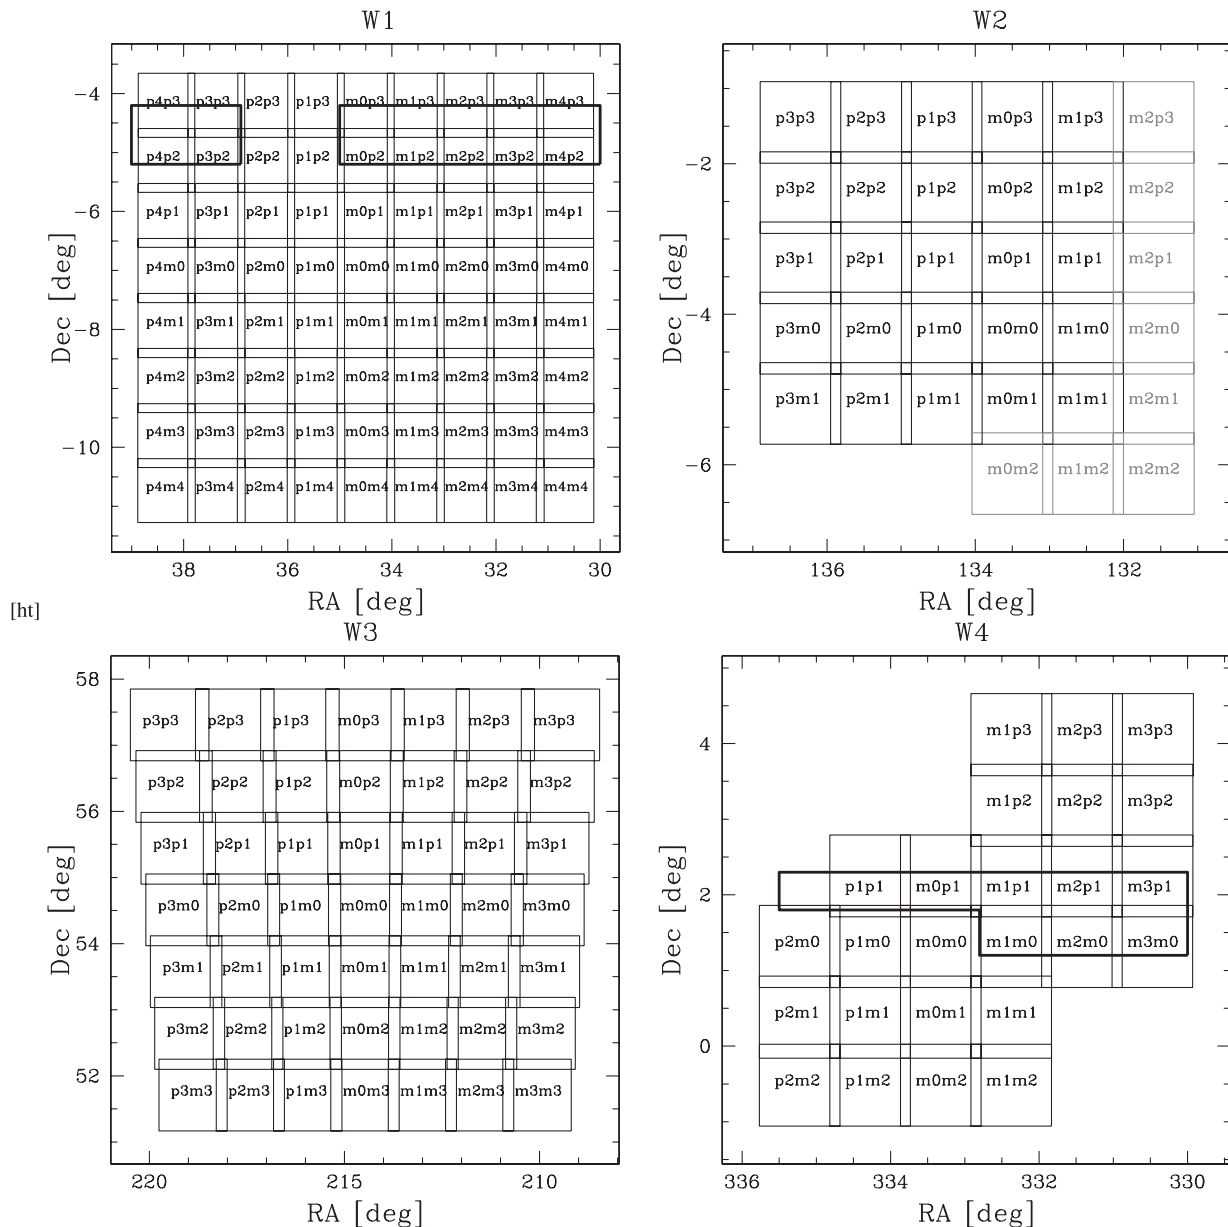 W1
−4
−6
−8
−10
Dec [deg]
p4p3 p3p3 p2p3 p1p3 m0p3 m1p3 m2p3 m3p3 m4p3
p4p2 p3p2 p2p2 p1p2 m0p2 m1p2 m2p2 m3p2 m4p2
p4p1 p3p1 p2p1 p1p1 m0p1 m1p1 m2p1 m3p1 m4p1
p4m0 p3m0 p2m0 p1m0 m0m0 m1m0 m2m0 m3m0 m4m0
p4m1 p3m1 p2m1 p1m1 m0m1 m1m1 m2m1 m3m1 m4m1
p4m2 p3m2 p2m2 p1m2 m0m2 m1m2 m2m2 m3m2 m4m2
p4m3 p3m3 p2m3 p1m3 m0m3 m1m3 m2m3 m3m3 m4m3
p4m4 p3m4 p2m4 p1m4 m0m4 m1m4 m2m4 m3m4 m4m4
38 36 34 32 30
RA [deg]
W2
−2
−4
−6
Dec [deg]
p3p3 p2p3 p1p3 m0p3 m1p3 m2p3
p3p2 p2p2 p1p2 m0p2 m1p2 m2p2
p3p1 p2p1 p1p1 m0p1 m1p1 m2p1
p3m0 p2m0 p1m0 m0m0 m1m0 m2m0
p3m1 p2m1 p1m1 m0m1 m1m1 m2m1
m0m2 m1m2 m2m2
136 134 132
RA [deg]
[ht]
W3
58
56
54
52
Dec [deg]
p3p3 p2p3 p1p3 m0p3 m1p3 m2p3 m3p3
p3p2 p2p2 p1p2 m0p2 m1p2 m2p2 m3p2
p3p1 p2p1 p1p1 m0p1 m1p1 m2p1 m3p1
p3m0 p2m0 p1m0 m0m0 m1m0 m2m0 m3m0
p3m1 p2m1 p1m1 m0m1 m1m1 m2m1 m3m1
p3m2 p2m2 p1m2 m0m2 m1m2 m2m2 m3m2
p3m3 p2m3 p1m3 m0m3 m1m3 m2m3 m3m3
220 215 210
RA [deg]
W4
4
2
0
Dec [deg]
m1p3 m2p3 m3p3
m1p2 m2p2 m3p2
p1p1 m0p1 m1p1 m2p1 m3p1
p2m0 p1m0 m0m0 m1m0 m2m0 m3m0
p2m1 p1m1 m0m1 m1m1
p2m2 p1m2 m0m2 m1m2
336 334 332 330
RA [deg]